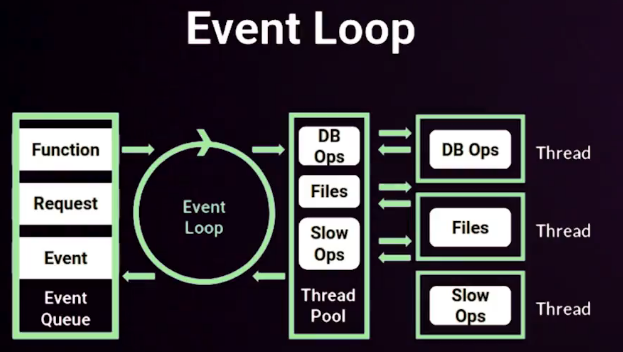 Event Loop
Function
Request
Event
Event
Queue
Event
Loop
DB
Ops
Files
Slow
Ops
Thread
Pool
DB Ops
Thread
Files
Thread
Slow
Ops
Thread